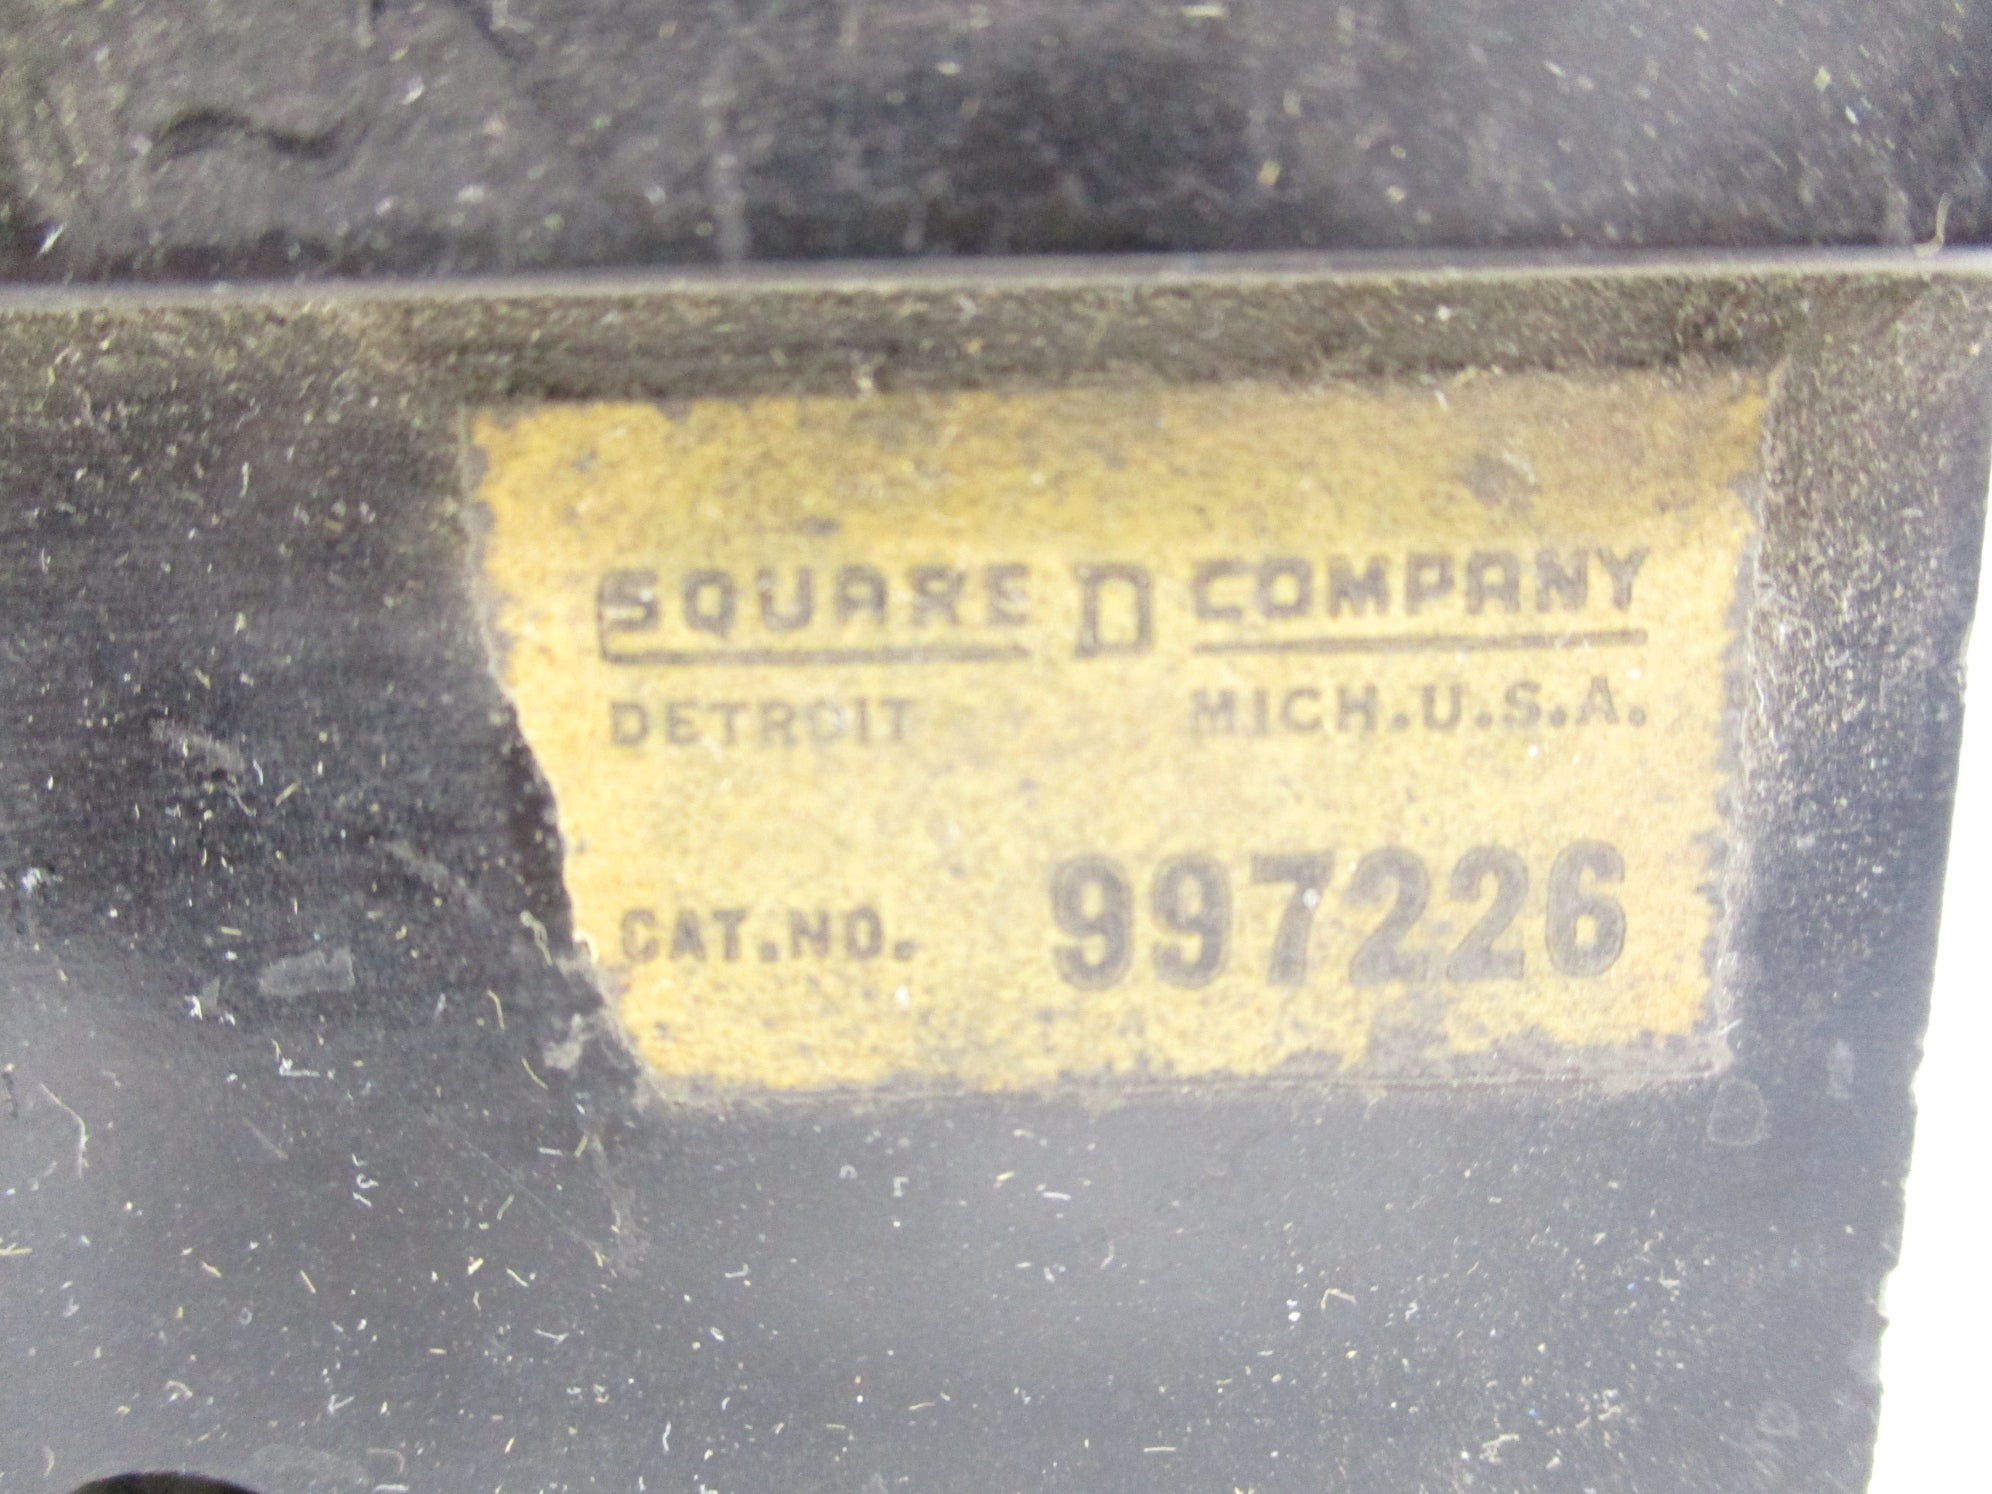 SQUARE D COMPANY
DETROIT MICH.U.S.A.
CAT.NO. 997226